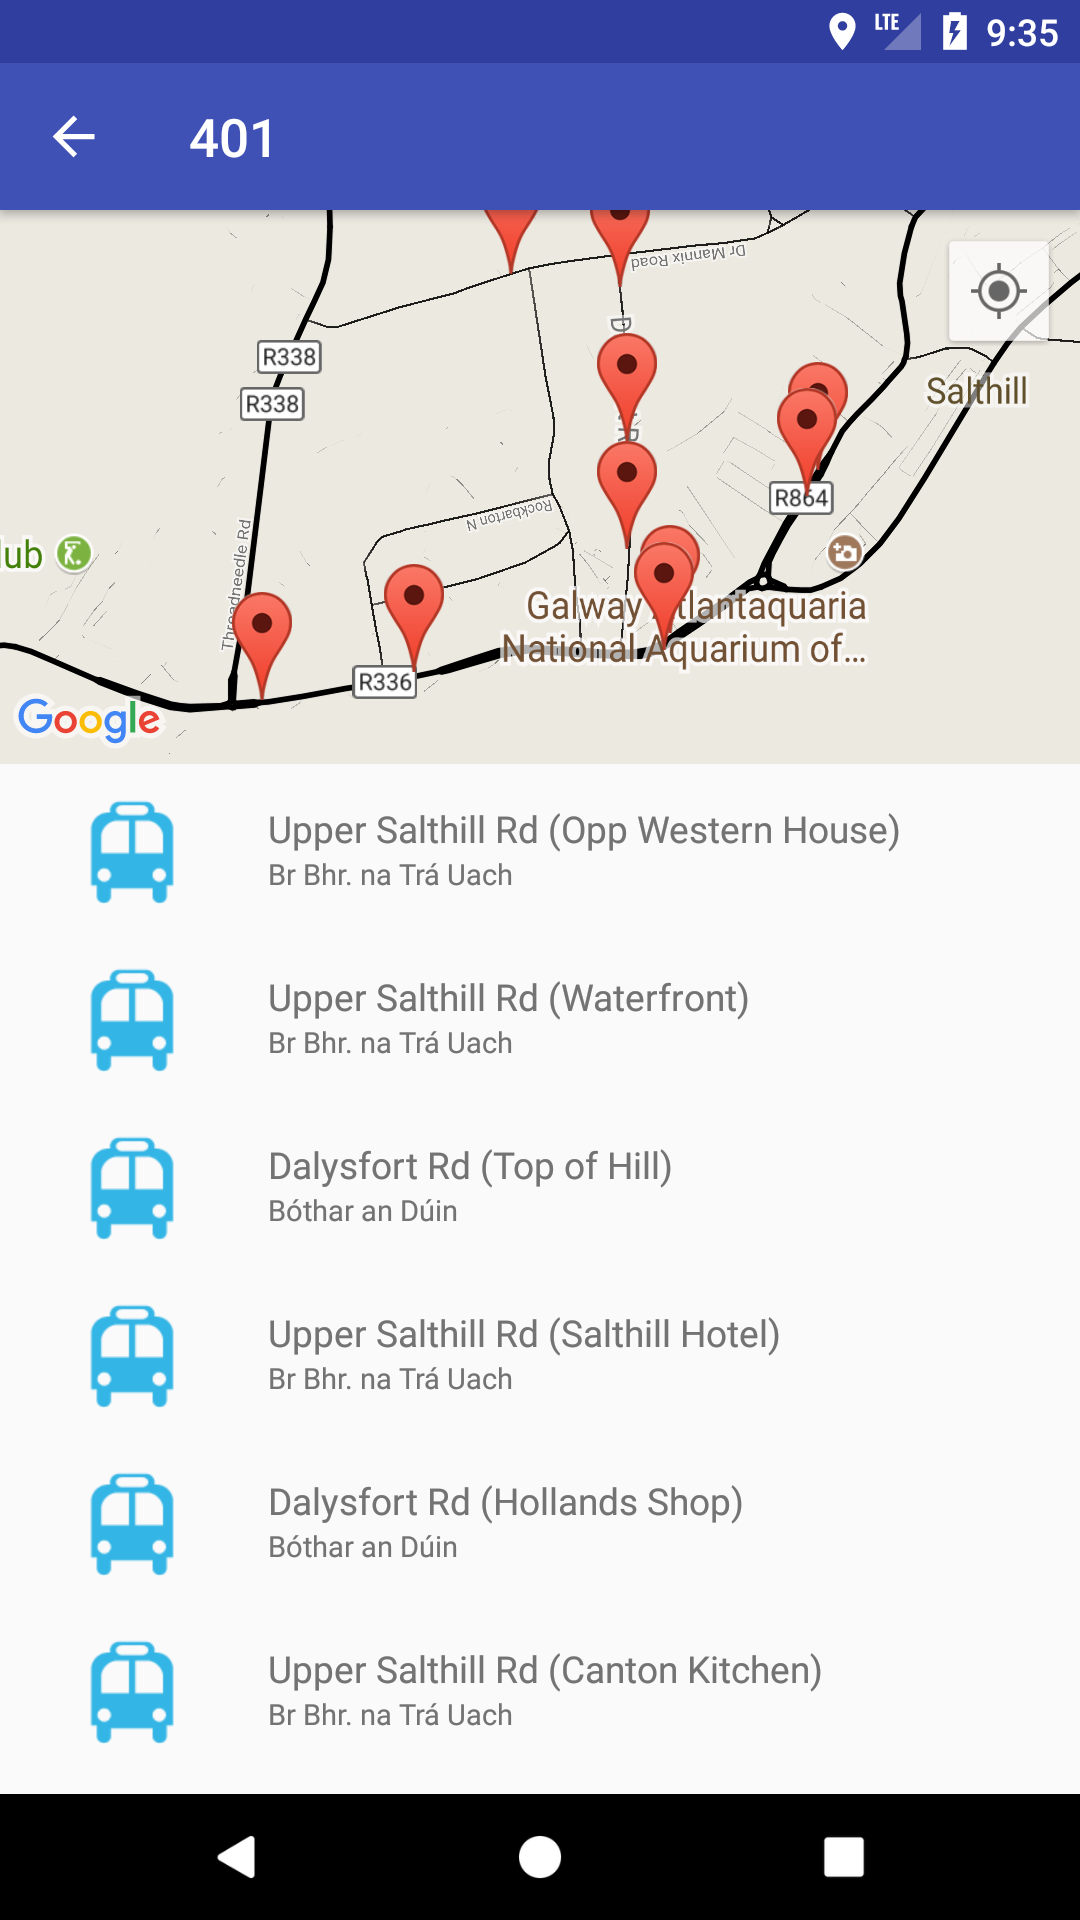 LTE 9:35
401
Dr Mannix Road
R338
R338
Salthill
R864
Rockbarton N
Threadneedle Rd
Galway Atlantaquaria
National Aquarium of...
R336
Google
Upper Salthill Rd (Opp Western House)
Br Bhr. na Trá Uach
Upper Salthill Rd (Waterfront)
Br Bhr. na Trá Uach
Dalysfort Rd (Top of Hill)
Bóthar an Dúin
Upper Salthill Rd (Salthill Hotel)
Br Bhr. na Trá Uach
Dalysfort Rd (Hollands Shop)
Bóthar an Dúin
Upper Salthill Rd (Canton Kitchen)
Br Bhr. na Trá Uach